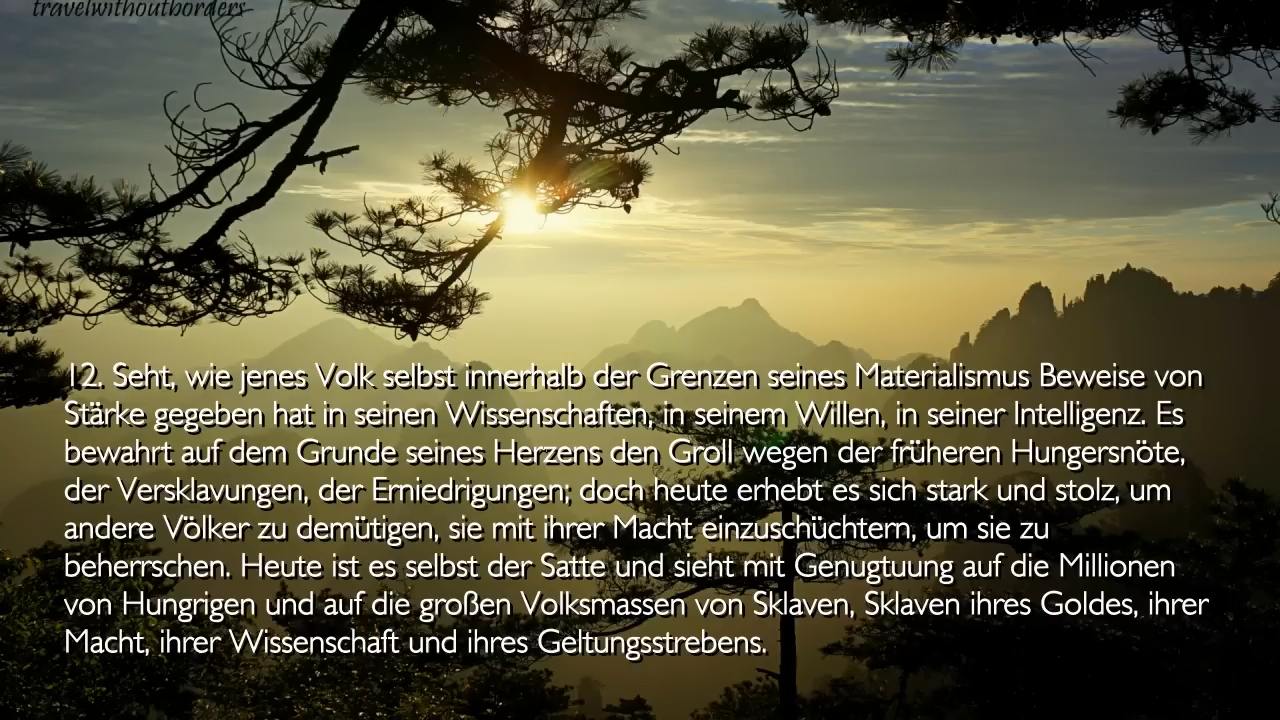 travelwithoutborders-
12. Seht, wie jenes Volk selbst innerhalb der Grenzen seines Materialismus Beweise von
Stärke gegeben hat in seinen Wissenschaften, in seinem Willen, in seiner Intelligenz. Es
bewahrt auf dem Grunde seines Herzens den Groll wegen der früheren Hungersnöte,
der Versklavungen, der Erniedrigungen; doch heute erhebt es sich stark und stolz, um
andere Völker zu demütigen, sie mit ihrer Macht einzuschüchtern, um sie zu
beherrschen. Heute ist es selbst der Satte und sieht mit Genugtuung auf die Millionen
von Hungrigen und auf die großen Volksmassen von Sklaven, Sklaven ihres Goldes, ihrer
Macht, ihrer Wissenschaft und ihres Geltungsstrebens.